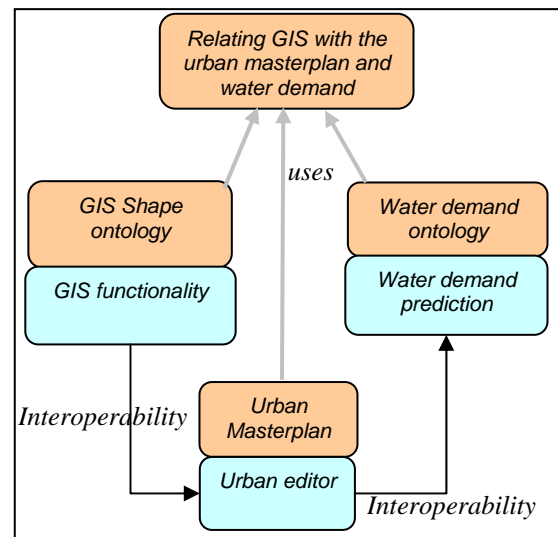 Relating GIS with the
urban masterplan and
water demand
uses
GIS Shape
ontology
GIS functionality
Water demand
ontology
Water demand
prediction
Interoperability
Urban
Masterplan
Urban editor
Interoperability